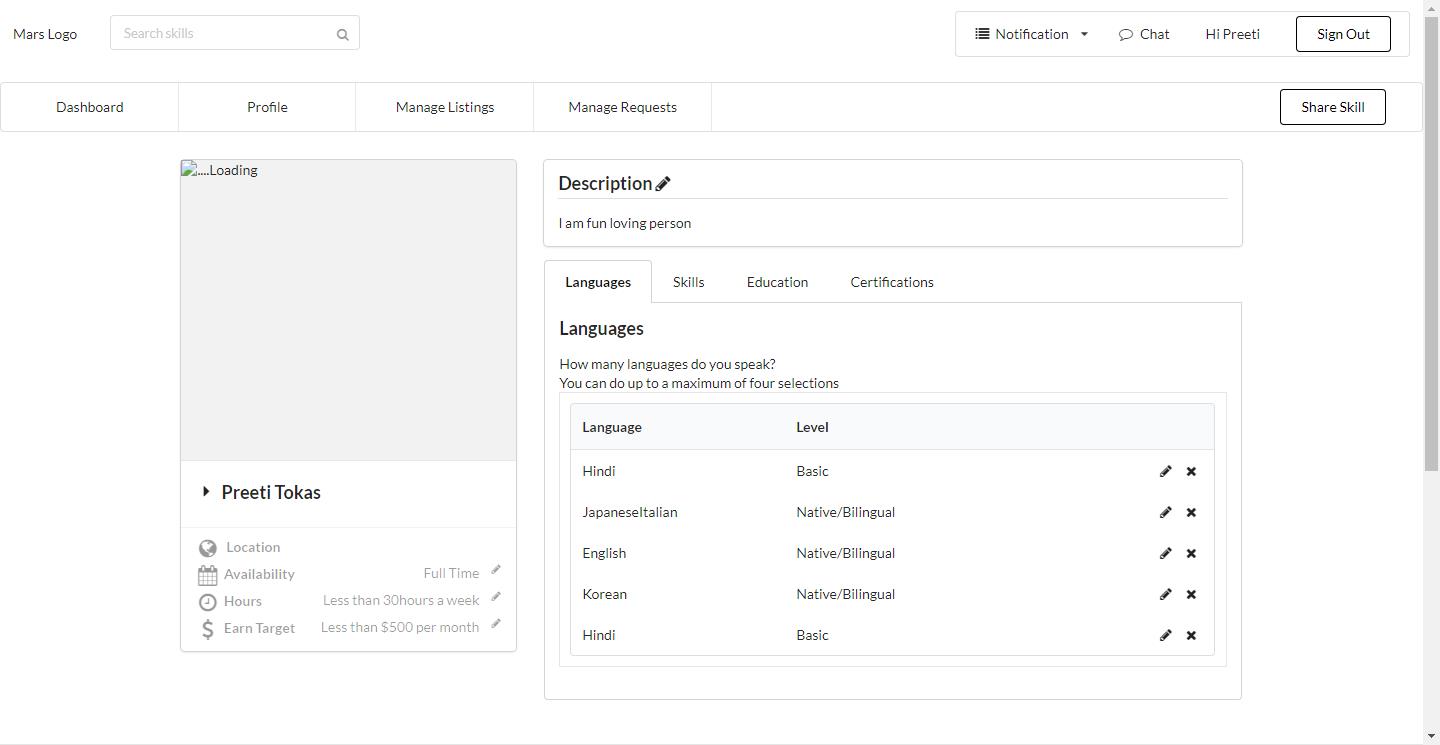 Mars Logo
Search skills
Notification
Chat
Hi Preeti
Sign Out
Dashboard
Profile
Manage Listings
Manage Requests
Share Skill
....Loading
Preeti Tokas
Location
Availability Full Time
Hours Less than 30hours a week
Earn Target Less than $500 per month
Description
I am fun loving person
Languages Skills Education Certifications
Languages
How many languages do you speak?
You can do up to a maximum of four selections
Language Level
Hindi Basic
JapaneseItalian Native/Bilingual
English Native/Bilingual
Korean Native/Bilingual
Hindi Basic